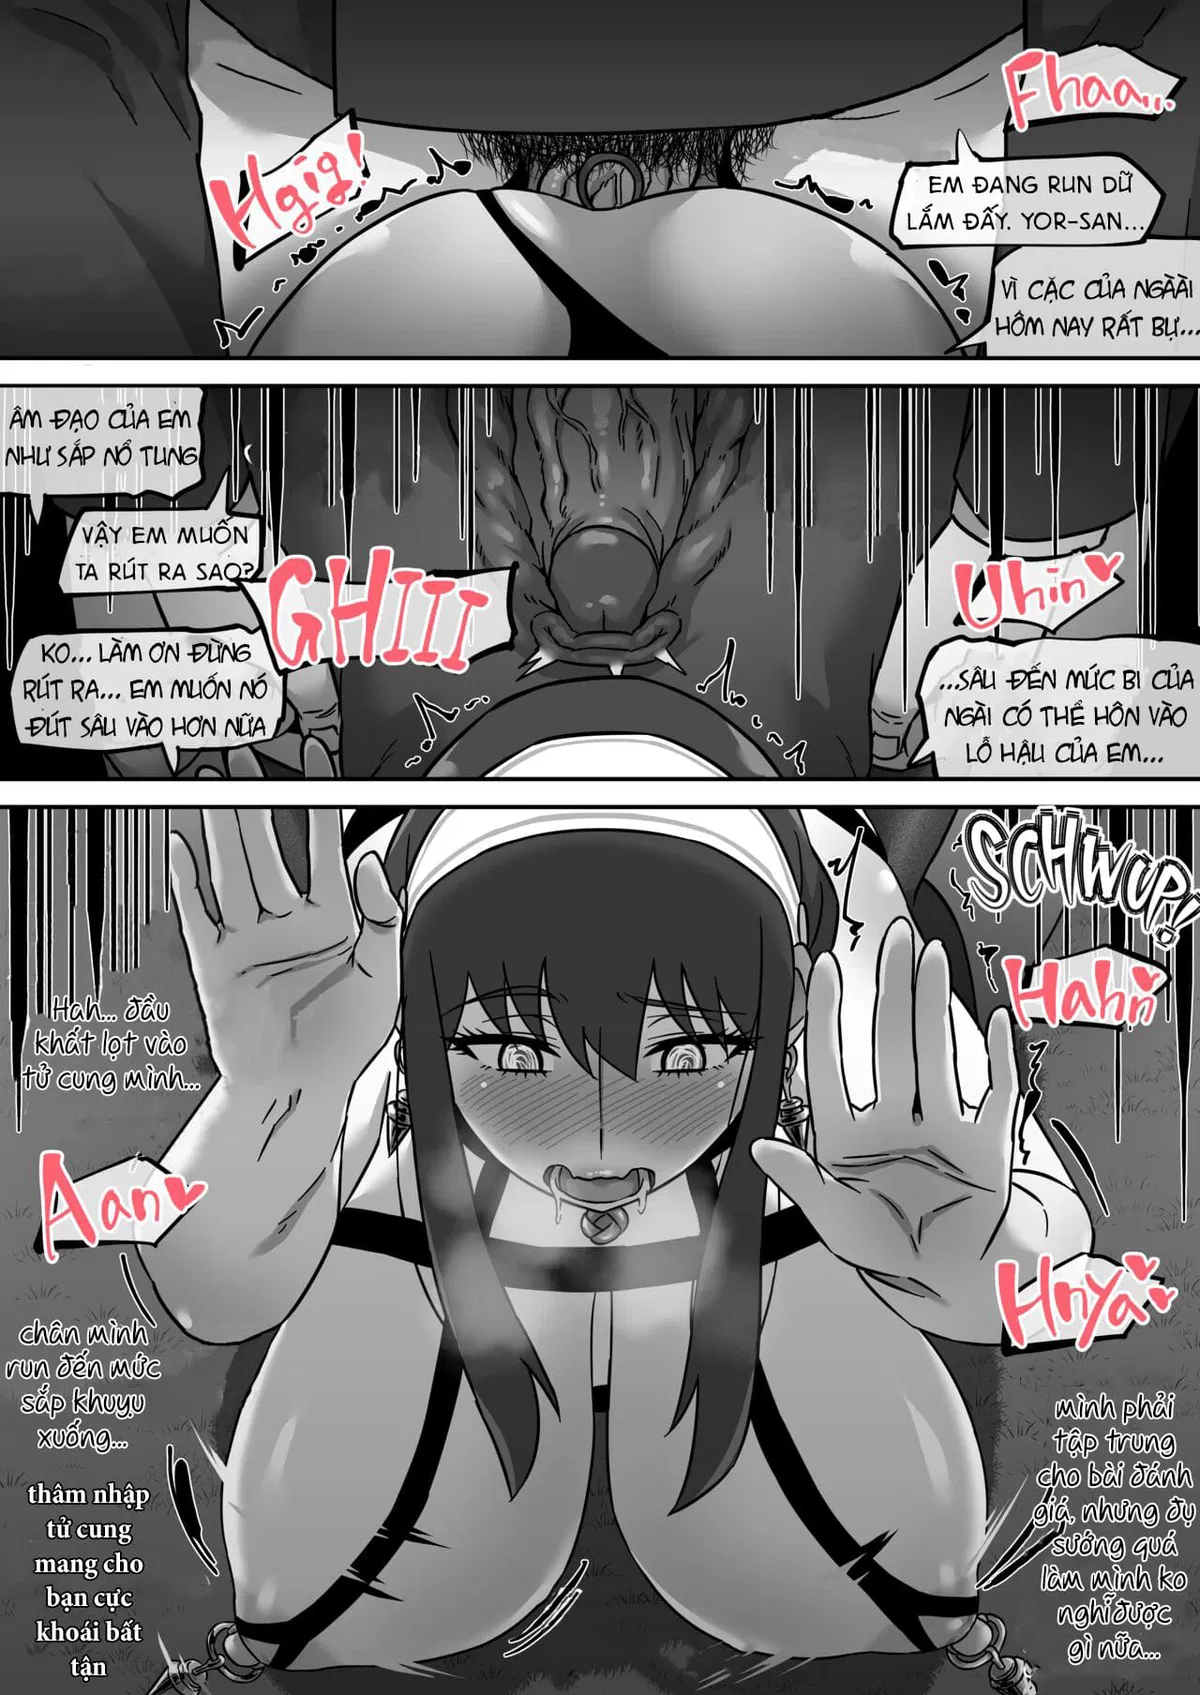 Fhaa...
Hgig!
EM ĐANG RUN DỮ
LẮM ĐẤY. YOR-SAN...
VÌ CẶC CỦA NGÀÀI
HÔM NAY RẤT BỰ...
ÂM ĐẠO CỦA EM
NHƯ SẮP NỔ TUNG
VẬY EM MUỐN
TA RÚT RA SAO?
GHIII
Uhin
KO... LÀM ƠN ĐỪNG
RÚT RA... EM MUỐN NÓ
ĐÚT SÂU VÀO HƠN NỮA
...SÂU ĐẾN MỨC BI CỦA
NGÀI CÓ THỂ HÔN VÀO
LỖ HẬU CỦA EM...
SCHWUP!
Hahn
Hah... đầu
khất lọt vào
tử cung mình...
Aan
Hnya
chân mình
run đến mức
sắp khuỵu
xuống...
thâm nhập
tử cung
mang cho
bạn cực
khoái bất
tận
mình phải
tập trung
cho bài đánh
giá, nhưng đụ
sướng quá
làm mình ko
nghĩ được
gì nữa...